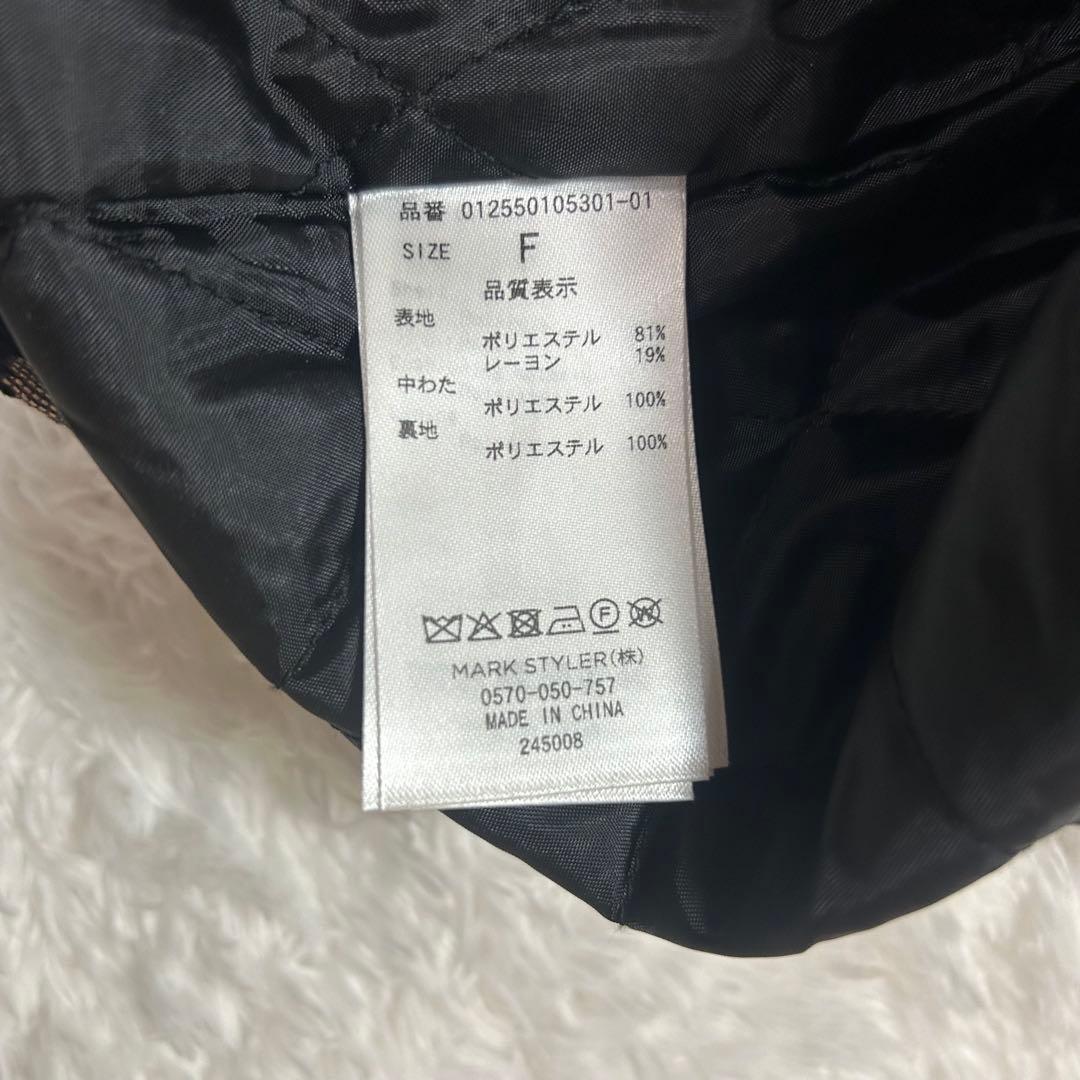 品番 012550105301-01
SIZE F
品質表示
表地
ポリエステル 81%
レーヨン 19%
中わた
ポリエステル 100%
裏地
ポリエステル 100%
F
W
MARK STYLER(株)
0570-050-757
MADE IN CHINA
245008